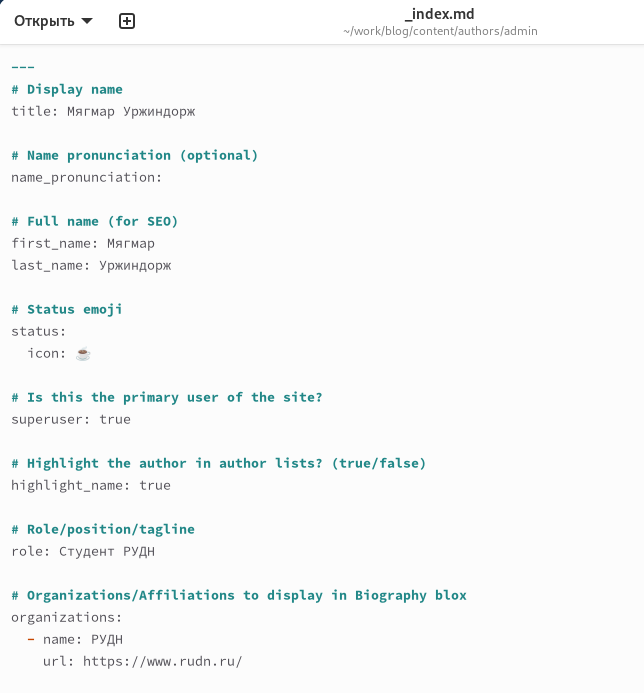 Открыть
_index.md
~/work/blog/content/authors/admin
---
# Display name
title: Мягмар Уржиндорж
# Name pronunciation (optional)
name_pronunciation:
# Full name (for SEO)
first_name: Мягмар
last_name: Уржиндорж
# Status emoji
status:
  icon: ☕
# Is this the primary user of the site?
superuser: true
# Highlight the author in author lists? (true/false)
highlight_name: true
# Role/position/tagline
role: Студент РУДН
# Organizations/Affiliations to display in Biography blox
organizations:
  - name: РУДН
    url: https://www.rudn.ru/